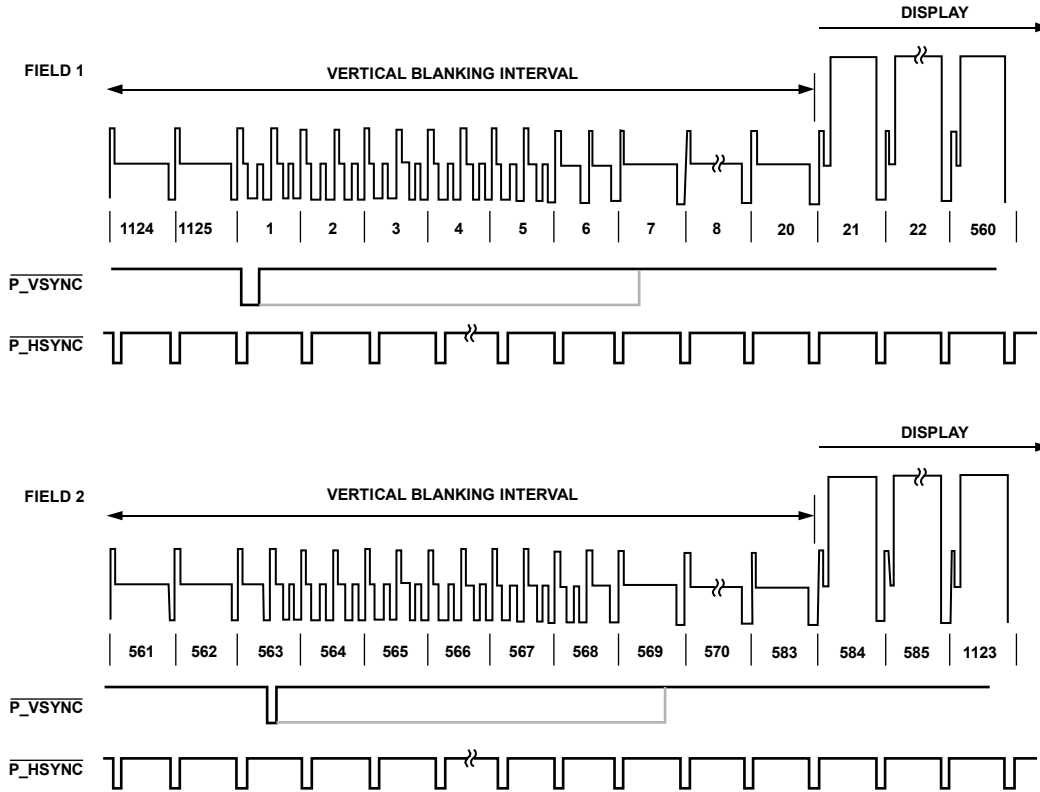 DISPLAY
FIELD 1
VERTICAL BLANKING INTERVAL
1124 1125 1 2 3 4 5 6 7 8 20 21 22 560
P_VSYNC
P_HSYNC
DISPLAY
FIELD 2
VERTICAL BLANKING INTERVAL
561 562 563 564 565 566 567 568 569 570 583 584 585 1123
P_VSYNC
P_HSYNC